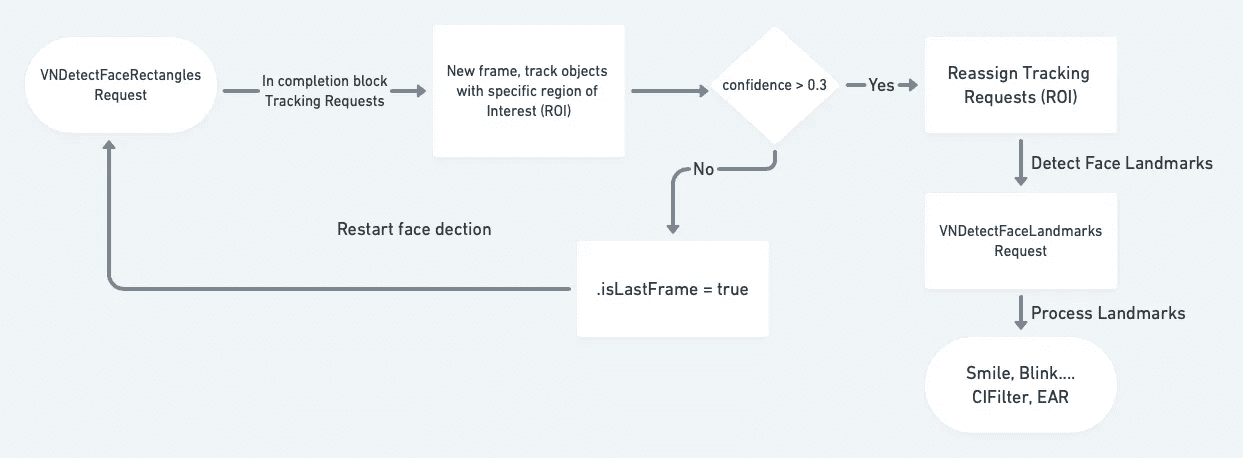 VNDetectFaceRectangles
Request
In completion block
Tracking Requests
New frame, track objects
with specific region of
Interest (ROI)
confidence > 0.3
Yes
Reassign Tracking
Requests (ROI)
No
Detect Face Landmarks
Restart face dection
VNDetectFaceLandmarks
Request
.isLastFrame = true
Process Landmarks
Smile, Blink....
CIFilter, EAR